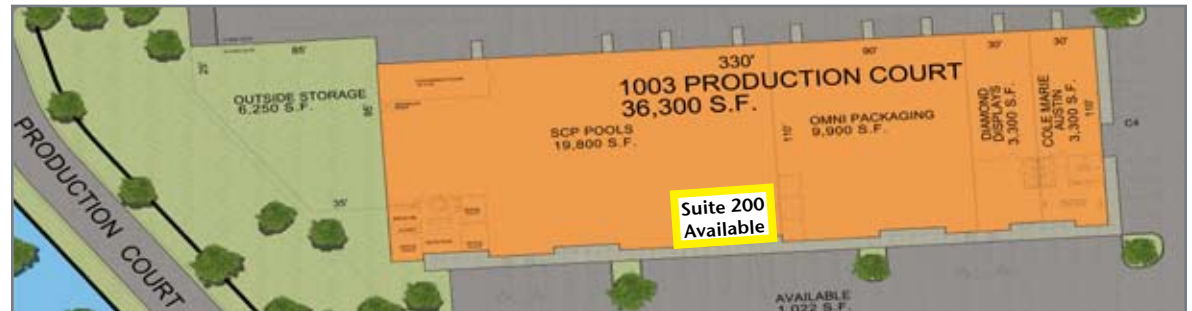 85'
25'
OUTSIDE STORAGE
6,250 S.F.
95'
35'
PRODUCTION COURT
330'
1003 PRODUCTION COURT
36,300 S.F.
SCP POOLS
19,800 S.F.
90'
110'
OMNI PACKAGING
9,900 S.F.
30'
DIAMOND
DISPLAYS
3,300 S.F.
30'
COLE MARIE
AUSTIN
3,300 S.F.
110'
C4
Suite 200
Available
AVAILABLE
1,022 S.F.